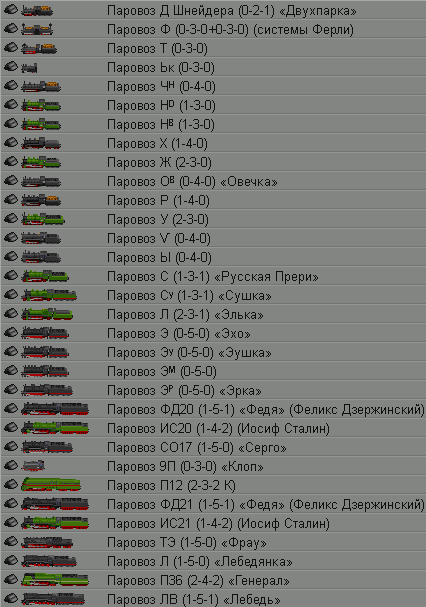 Паровоз Д Шнейдера (0-2-1) «Двухпарка»
Паровоз Ф (0-3-0+0-3-0) (системы Ферли)
Паровоз Т (0-3-0)
Паровоз Ьк (0-3-0)
Паровоз Чн (0-4-0)
Паровоз Нᴰ (1-3-0)
Паровоз Нᴮ (1-3-0)
Паровоз Х (1-4-0)
Паровоз Ж (2-3-0)
Паровоз Оᴮ (0-4-0) «Овечка»
Паровоз Р (1-4-0)
Паровоз У (2-3-0)
Паровоз Ѵ (0-4-0)
Паровоз Ы (0-4-0)
Паровоз С (1-3-1) «Русская Прери»
Паровоз Су (1-3-1) «Сушка»
Паровоз Л (2-3-1) «Элька»
Паровоз Э (0-5-0) «Эхо»
Паровоз Эу (0-5-0) «Эушка»
Паровоз Эᴹ (0-5-0)
Паровоз Эᴾ (0-5-0) «Эрка»
Паровоз ФД20 (1-5-1) «Федя» (Феликс Дзержинский)
Паровоз ИС20 (1-4-2) (Иосиф Сталин)
Паровоз СО17 (1-5-0) «Серго»
Паровоз 9П (0-3-0) «Клоп»
Паровоз П12 (2-3-2 К)
Паровоз ФД21 (1-5-1) «Федя» (Феликс Дзержинский)
Паровоз ИС21 (1-4-2) (Иосиф Сталин)
Паровоз ТЭ (1-5-0) «Фрау»
Паровоз Л (1-5-0) «Лебедянка»
Паровоз П36 (2-4-2) «Генерал»
Паровоз ЛВ (1-5-1) «Лебедь»